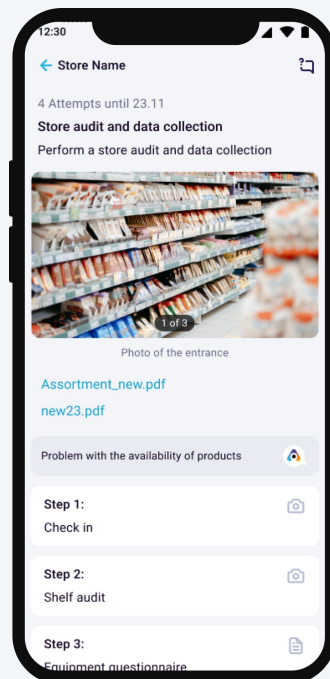 12:30
Store Name
4 Attempts until 23.11
Store audit and data collection
Perform a store audit and data collection
1 of 3
Photo of the entrance
Assortment_new.pdf
new23.pdf
Problem with the availability of products
Step 1:
Check in
Step 2:
Shelf audit
Step 3:
Equipment questionnaire